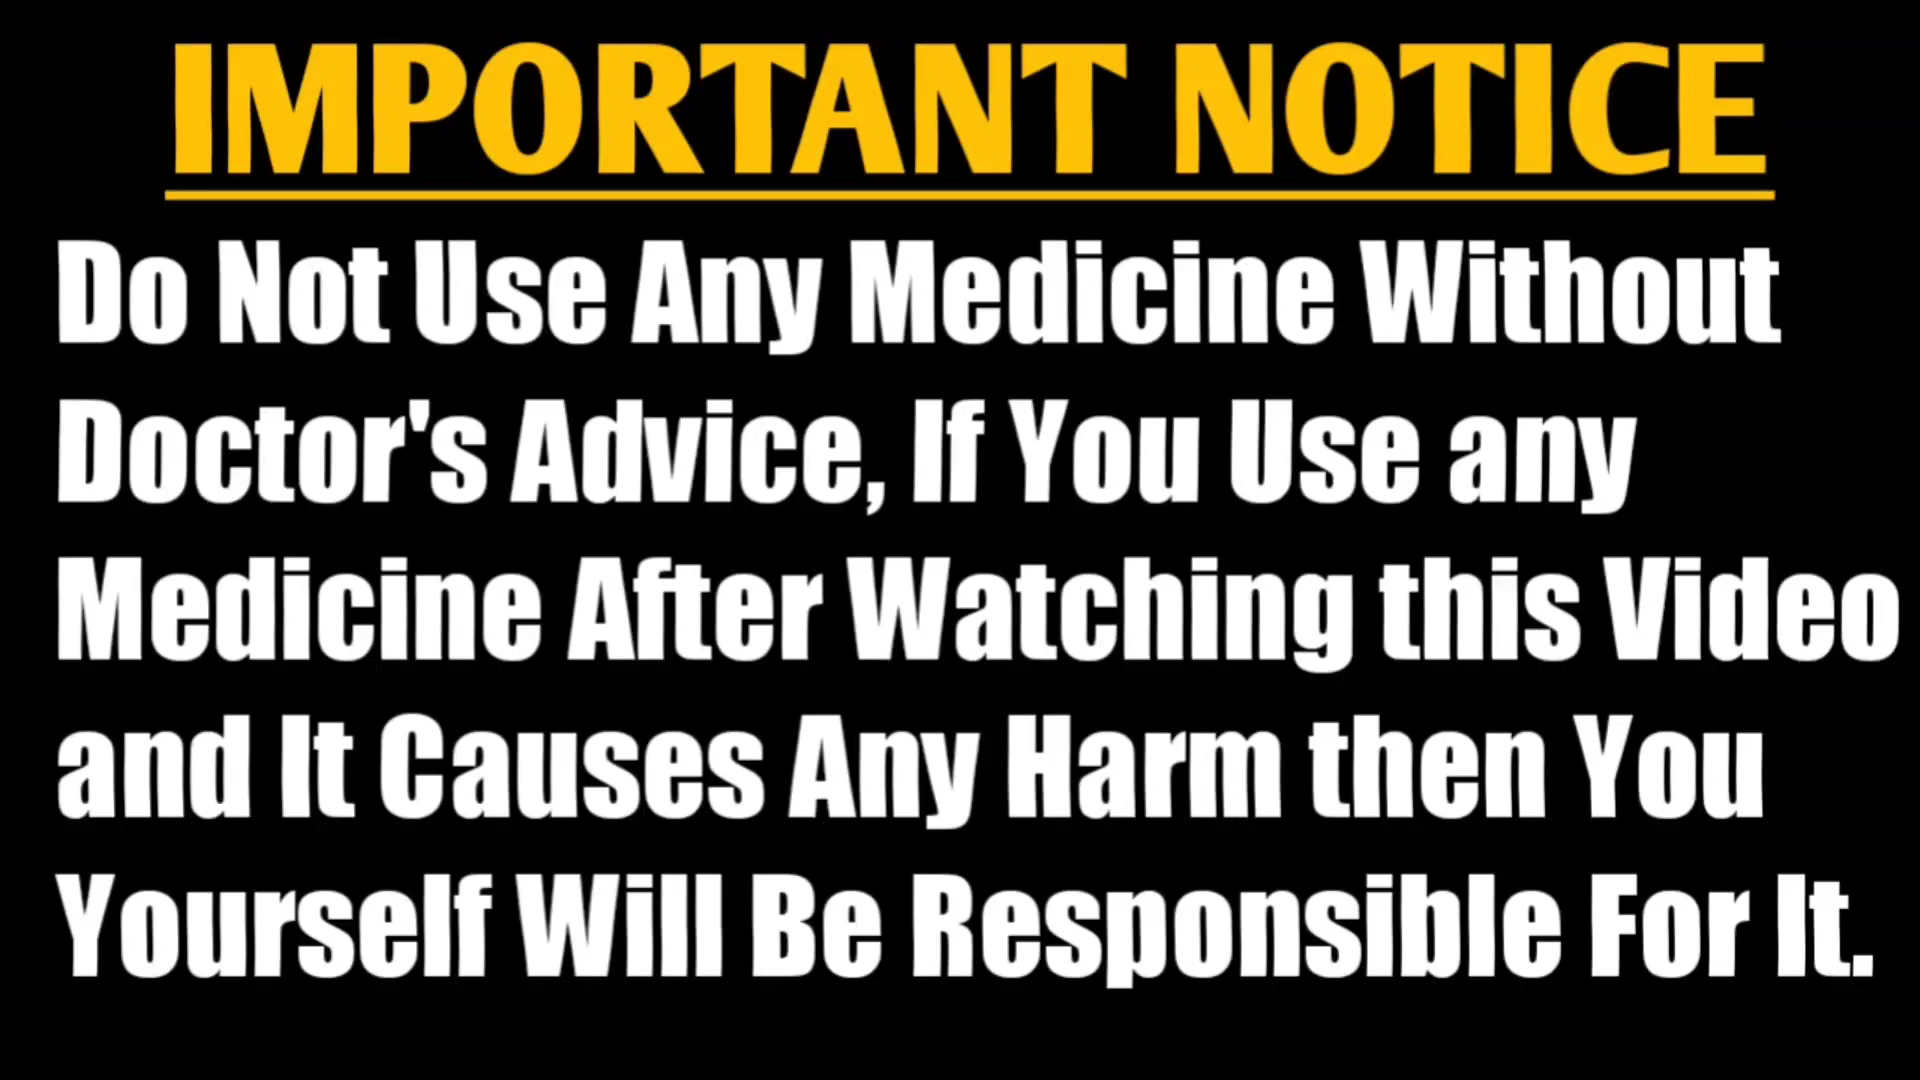 IMPORTANT NOTICE
Do Not Use Any Medicine Without
Doctor's Advice, If You Use any
Medicine After Watching this Video
and It Causes Any Harm then You
Yourself Will Be Responsible For It.